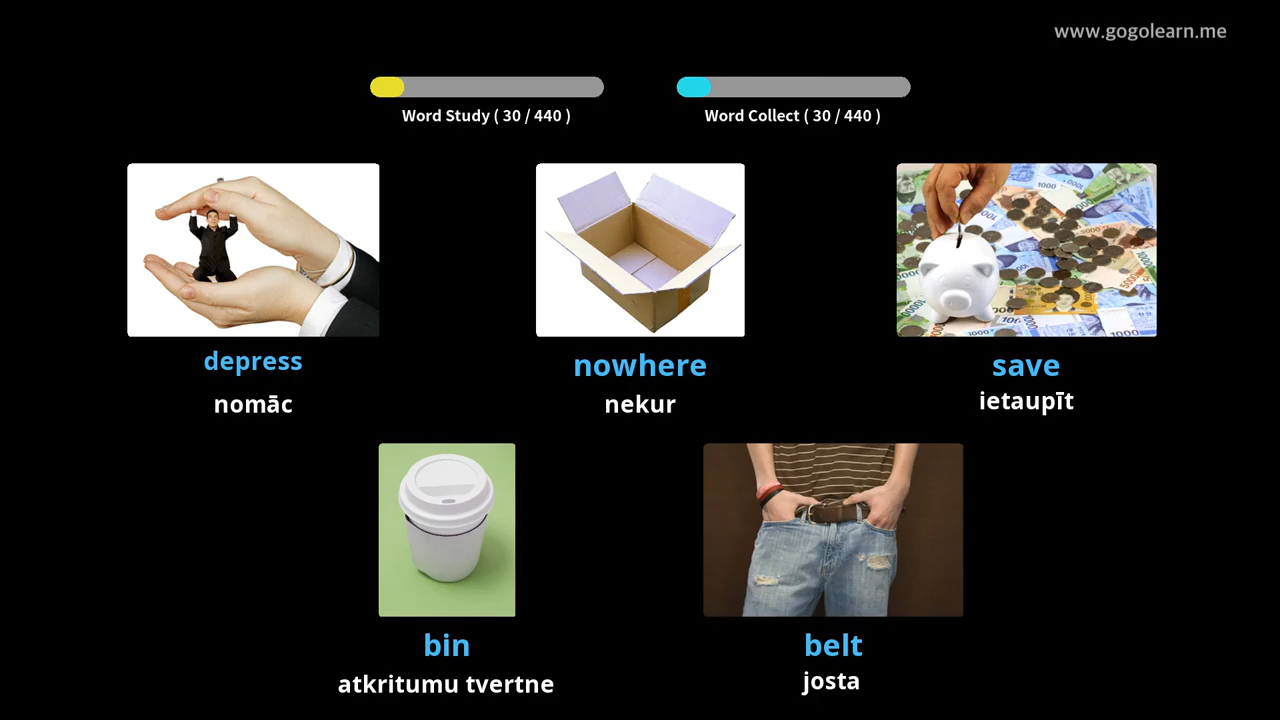 www.gogolearn.me
Word Study ( 30 / 440 )
Word Collect ( 30 / 440 )
depress
nomāc
nowhere
nekur
save
ietaupīt
bin
atkritumu tvertne
belt
josta